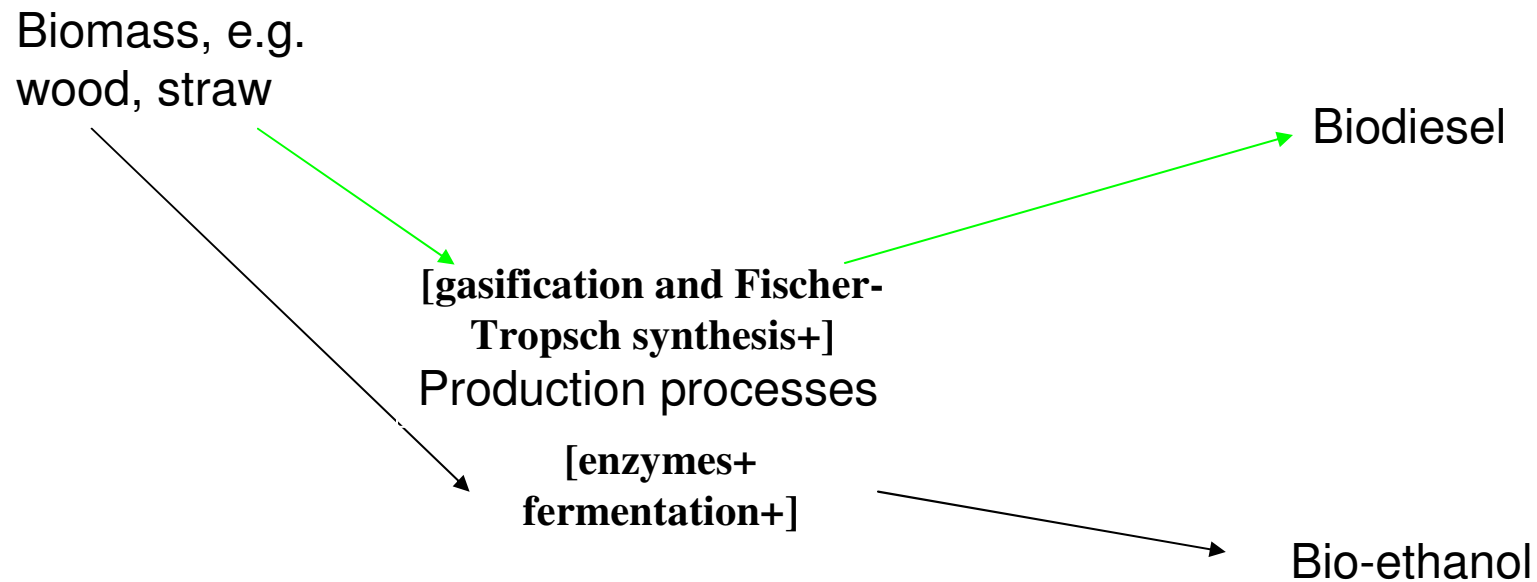 Biomass, e.g.
wood, straw
Biodiesel
[gasification and Fischer-
Tropsch synthesis+]
Production processes
[enzymes+
fermentation+]
Bio-ethanol